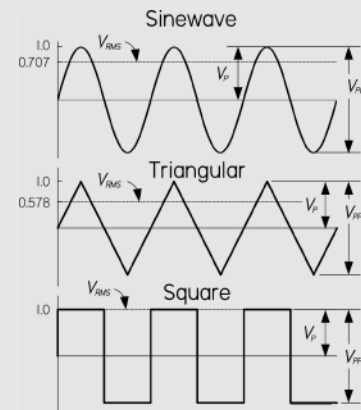 Sinewave
1.0
V_RMS
0.707
V_P
V_PP
Triangular
1.0
V_RMS
0.578
V_P
V_PP
V_RMS
Square
1.0
V_P
V_PP